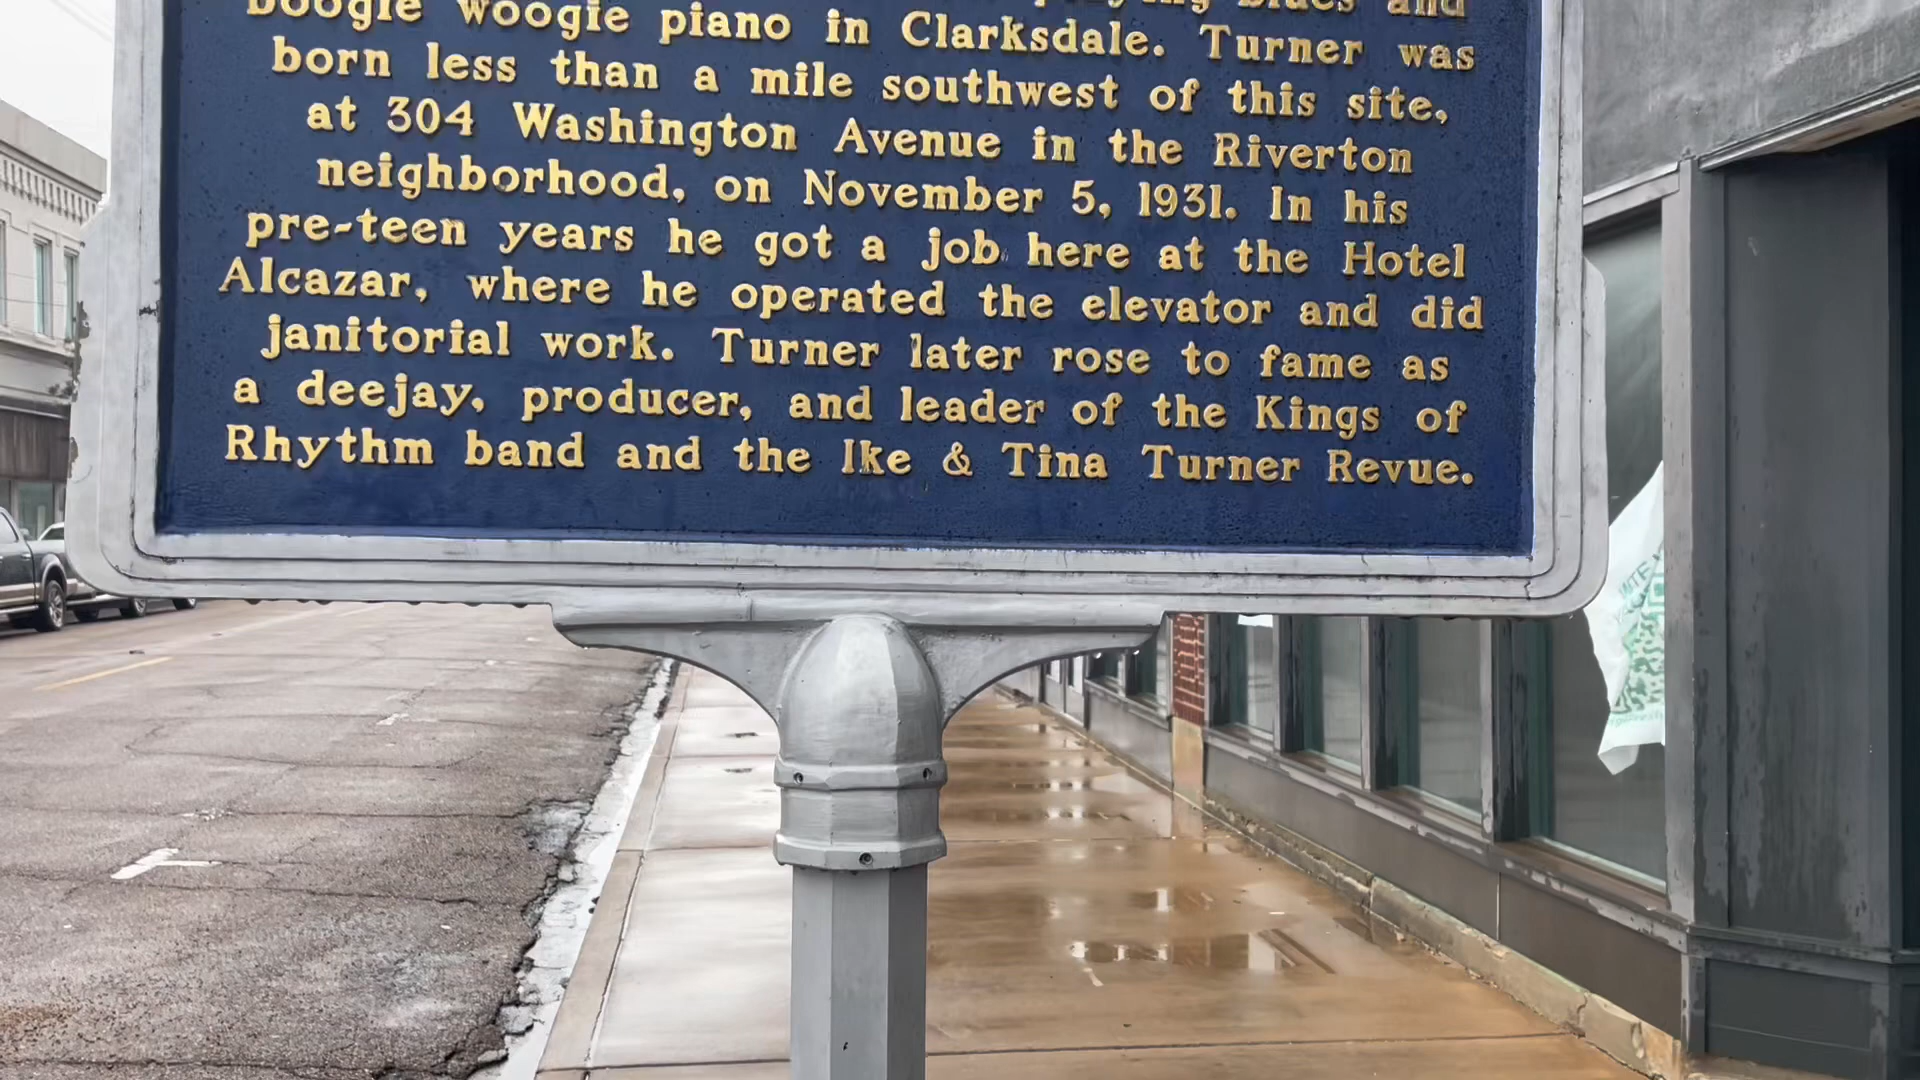 boogie woogie piano in Clarksdale. Turner was
born less than a mile southwest of this site,
at 304 Washington Avenue in the Riverton
neighborhood, on November 5, 1931. In his
pre-teen years he got a job here at the Hotel
Alcazar, where he operated the elevator and did
janitorial work. Turner later rose to fame as
a deejay, producer, and leader of the Kings of
Rhythm band and the Ike & Tina Turner Revue.